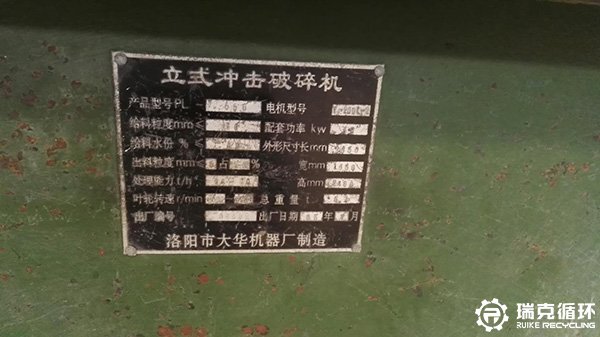 立式冲击破碎机
产品型号PL- 电机型号
给料粒度mm≤ 配套功率 kw
给料水份 %≤ 外形尺寸长mm
出料粒度mm≤ 占 % 宽mm
处理能力t/h 高mm
叶轮转速r/min 总重量 t
出厂编号 出厂日期 年 月
洛阳市大华机器厂制造
瑞克循环
RUIKE RECYCLING